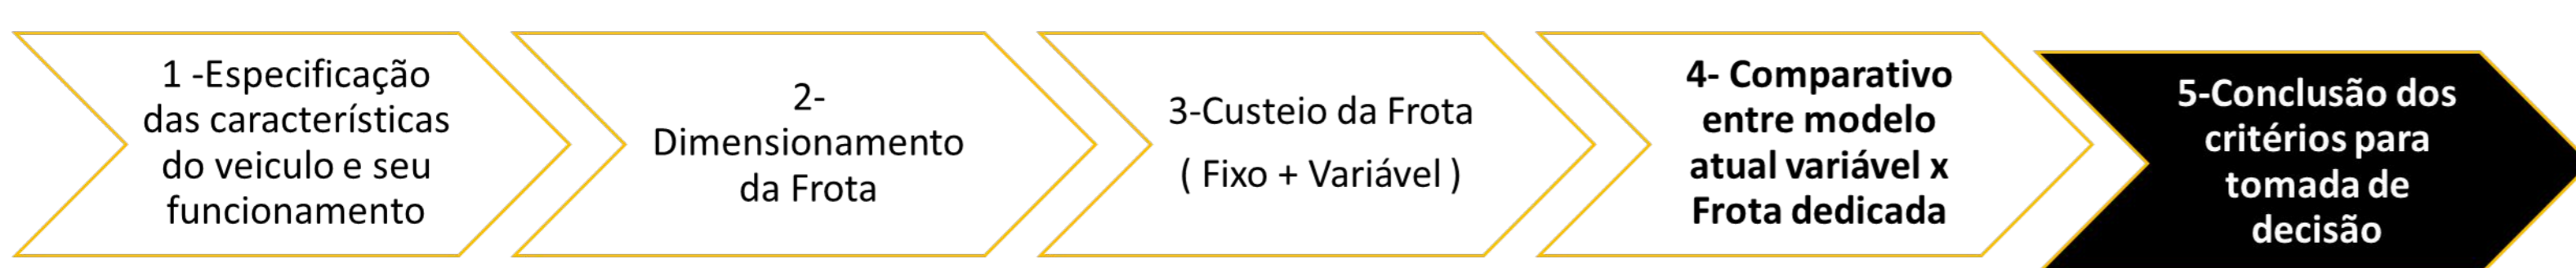 1 -Especificação
das características
do veiculo e seu
funcionamento
2-
Dimensionamento
da Frota
3-Custeio da Frota
( Fixo + Variável )
4- Comparativo
entre modelo
atual variável x
Frota dedicada
5-Conclusão dos
critérios para
tomada de
decisão